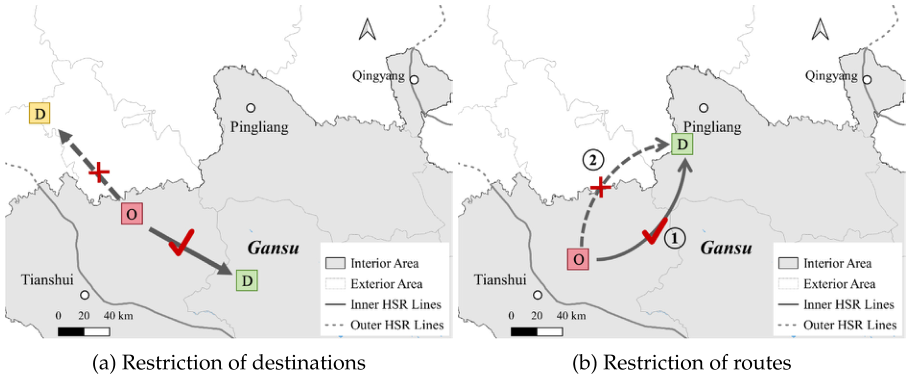 Qingyang
D
Pingliang
O
Gansu
D
Tianshui
0 20 40 km
Interior Area
Exterior Area
Inner HSR Lines
Outer HSR Lines
(a) Restriction of destinations
Qingyang
Pingliang
D
2
1
Gansu
O
Tianshui
0 20 40 km
Interior Area
Exterior Area
Inner HSR Lines
Outer HSR Lines
(b) Restriction of routes